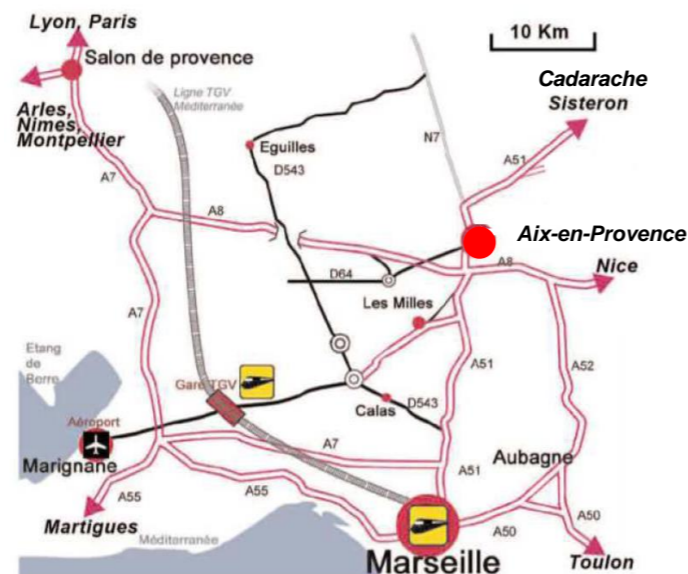 Lyon, Paris
10 Km
Salon de provence
Ligne TGV
Méditerranée
Cadarache
Sisteron
Arles,
Nimes,
Montpellier
N7
Eguilles
D543
A51
A7
A8
Aix-en-Provence
A8
Nice
D64
Les Milles
A7
A51
A52
Etang
de
Berre
Gare TGV
Calas
D543
Aéroport
Marignane
A7
A51
Aubagne
A55
A55
A50
A50
Martigues
Méditerranée
Marseille
Toulon